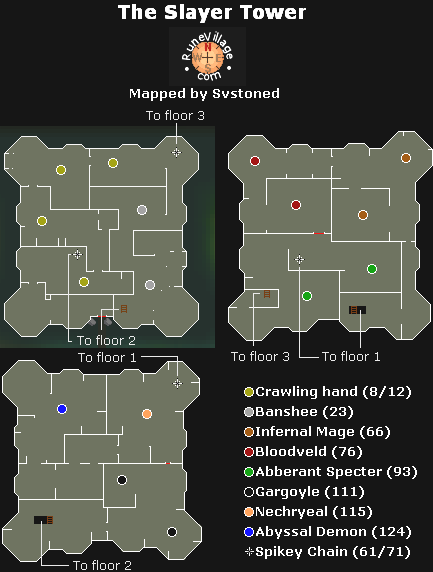 The Slayer Tower
RuneVillage
N
W E
S
.com
Mapped by Svstoned
To floor 3
To floor 2
To floor 3
To floor 1
To floor 1
To floor 2
Crawling hand (8/12)
Banshee (23)
Infernal Mage (66)
Bloodveld (76)
Abberant Specter (93)
Gargoyle (111)
Nechryeal (115)
Abyssal Demon (124)
Spikey Chain (61/71)